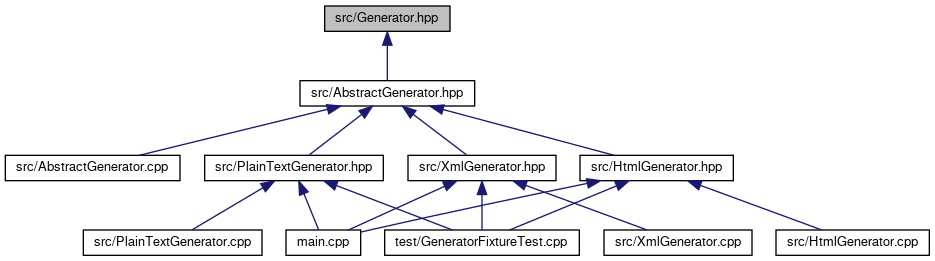 src/Generator.hpp
src/AbstractGenerator.hpp
src/AbstractGenerator.cpp
src/PlainTextGenerator.hpp
src/XmlGenerator.hpp
src/HtmlGenerator.hpp
src/PlainTextGenerator.cpp
main.cpp
test/GeneratorFixtureTest.cpp
src/XmlGenerator.cpp
src/HtmlGenerator.cpp